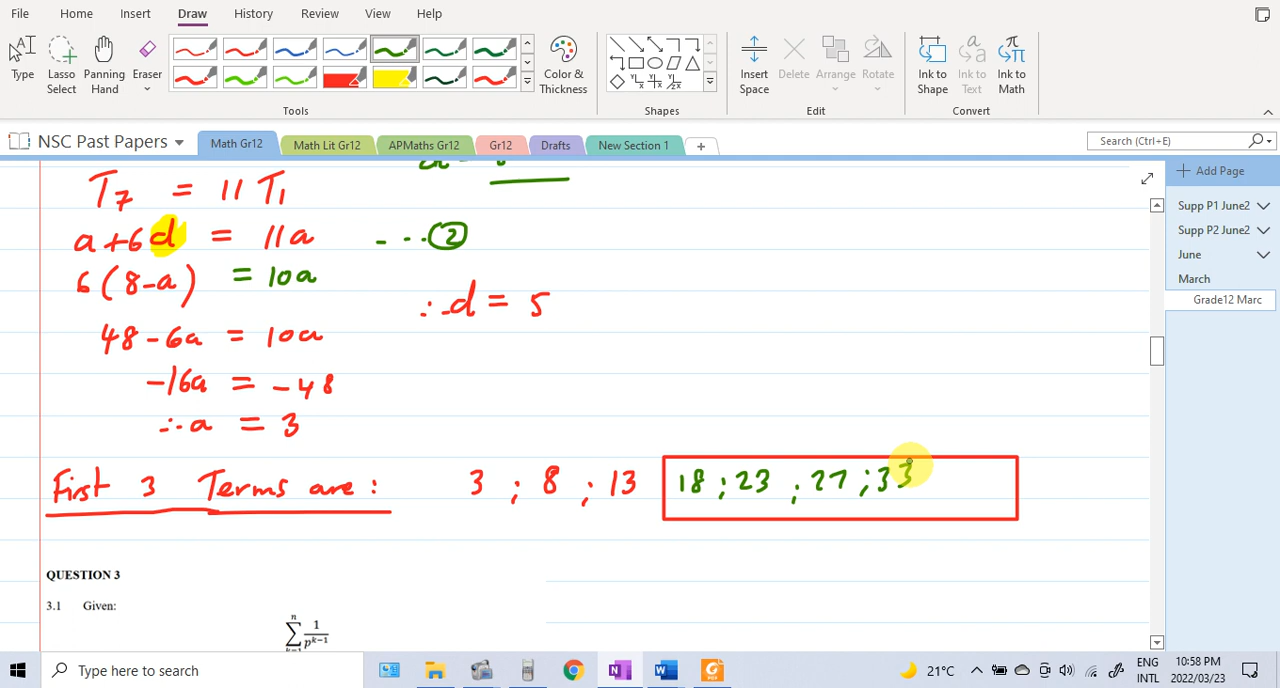 File Home Insert Draw History Review View Help
Type Lasso Select Panning Hand Eraser Color & Thickness Insert Space Delete Arrange Rotate Ink to Shape Ink to Text Ink to Math
Tools Shapes Edit Convert
NSC Past Papers Math Gr12 Math Lit Gr12 APMaths Gr12 Gr12 Drafts New Section 1 + Search (Ctrl+E)
Add Page
Supp P1 June2
Supp P2 June2
June
March
Grade12 Marc
T₇ = 11 T₁
a + 6d = 11a - - - ②
6(8-a) = 10a
∴ d = 5
48 - 6a = 10a
-16a = -48
∴ a = 3
First 3 Terms are: 3 ; 8 ; 13 18 ; 23 ; 27 ; 33
QUESTION 3
3.1 Given:
n
∑ 1/p^(k-1)
Type here to search 21°C ENG INTL 10:58 PM 2022/03/23